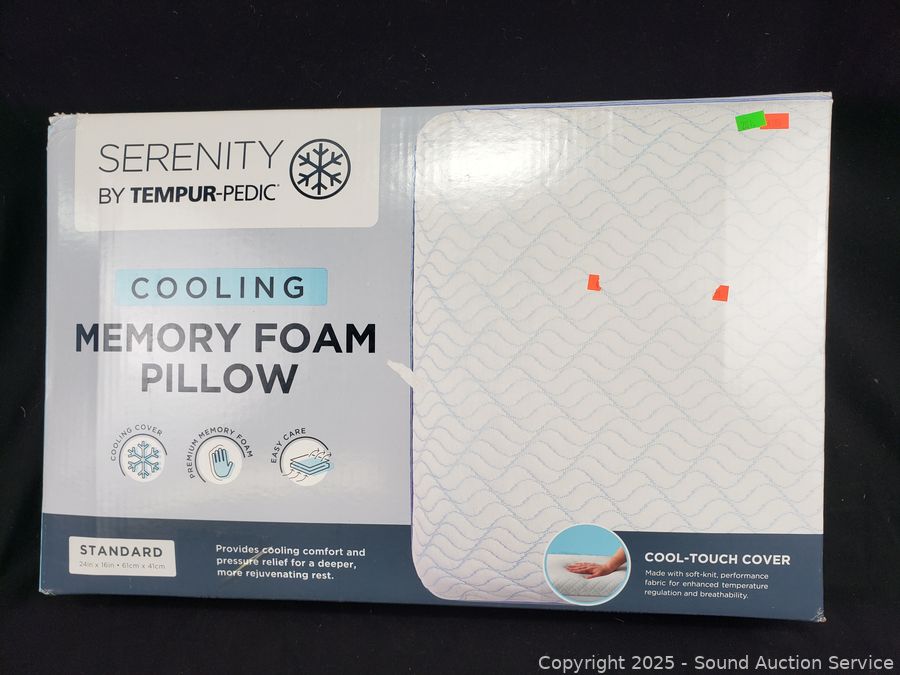 SERENITY
BY TEMPUR-PEDIC
COOLING
MEMORY FOAM
PILLOW
COOLING COVER
PREMIUM MEMORY FOAM
EASY CARE
STANDARD
24in x 16in • 61cm x 41cm
Provides cooling comfort and
pressure relief for a deeper,
more rejuvenating rest.
COOL-TOUCH COVER
Made with soft-knit, performance
fabric for enhanced temperature
regulation and breathability.
Copyright 2025 - Sound Auction Service